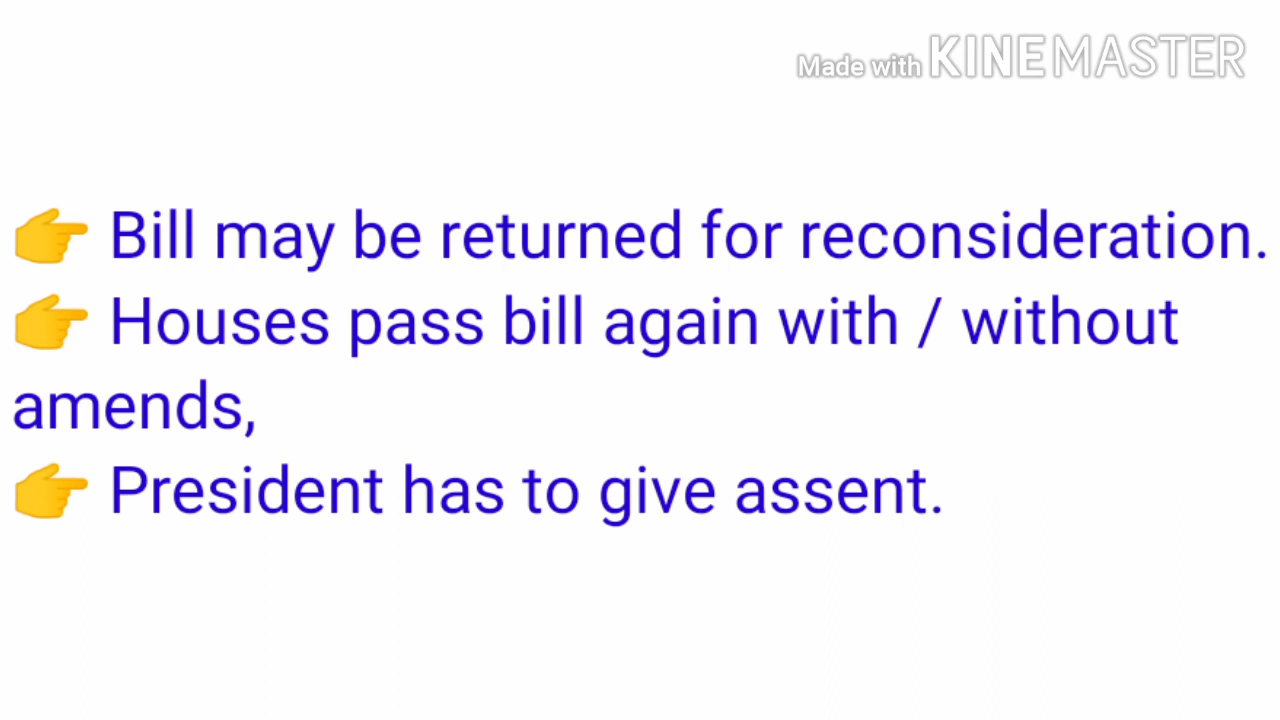 Made with KINEMASTER
👉 Bill may be returned for reconsideration.
👉 Houses pass bill again with / without
amends,
👉 President has to give assent.